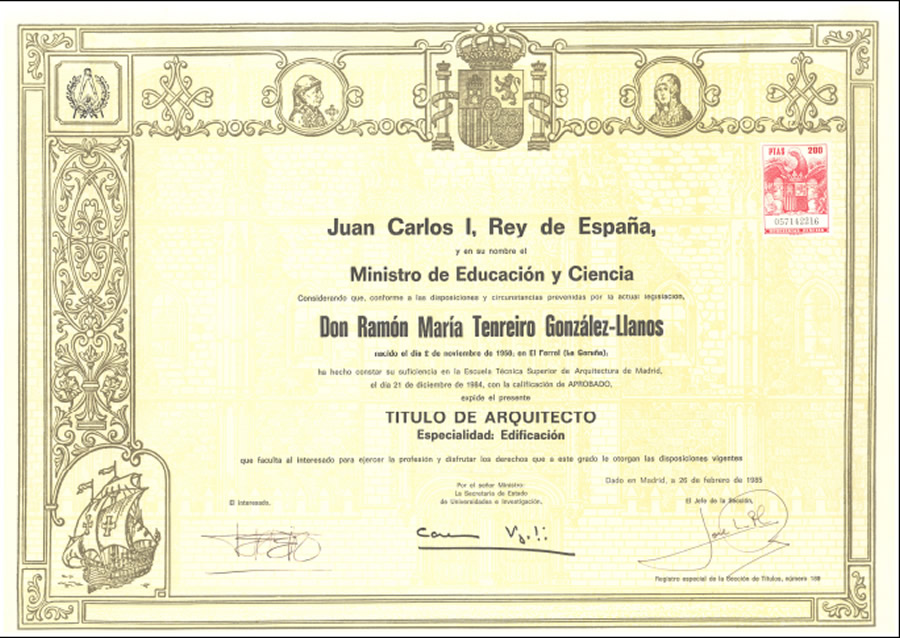 PTAS 200
057142216
Juan Carlos I, Rey de España,
y en su nombre el
Ministro de Educación y Ciencia
Considerando que, conforme a las disposiciones y circunstancias prevenidas por la actual legislación,
Don Ramón María Tenreiro González-Llanos
nacido el día 2 de noviembre de 1958, en El Ferrol (La Coruña),
ha hecho constar su suficiencia en la Escuela Técnica Superior de Arquitectura de Madrid,
el día 21 de diciembre de 1984, con la calificación de APROBADO,
expide el presente
TITULO DE ARQUITECTO
Especialidad: Edificación
que faculta al interesado para ejercer la profesión y disfrutar los derechos que a este grado le otorgan las disposiciones vigentes
Dado en Madrid, a 26 de febrero de 1985
El interesado,
Por el señor Ministro:
La Secretaria de Estado
de Universidades e Investigación,
El Jefe de la Sección,
Registro especial de la Sección de Títulos, número 189